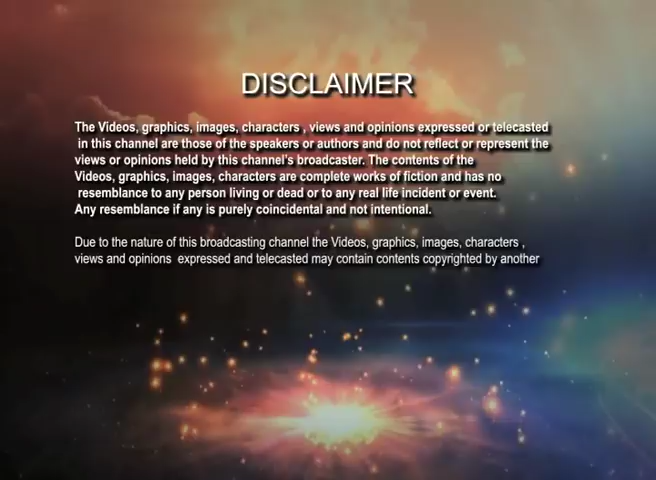 DISCLAIMER
The Videos, graphics, images, characters , views and opinions expressed or telecasted
in this channel are those of the speakers or authors and do not reflect or represent the
views or opinions held by this channel's broadcaster. The contents of the
Videos, graphics, images, characters are complete works of fiction and has no
resemblance to any person living or dead or to any real life incident or event.
Any resemblance if any is purely coincidental and not intentional.
Due to the nature of this broadcasting channel the Videos, graphics, images, characters ,
views and opinions expressed and telecasted may contain contents copyrighted by another